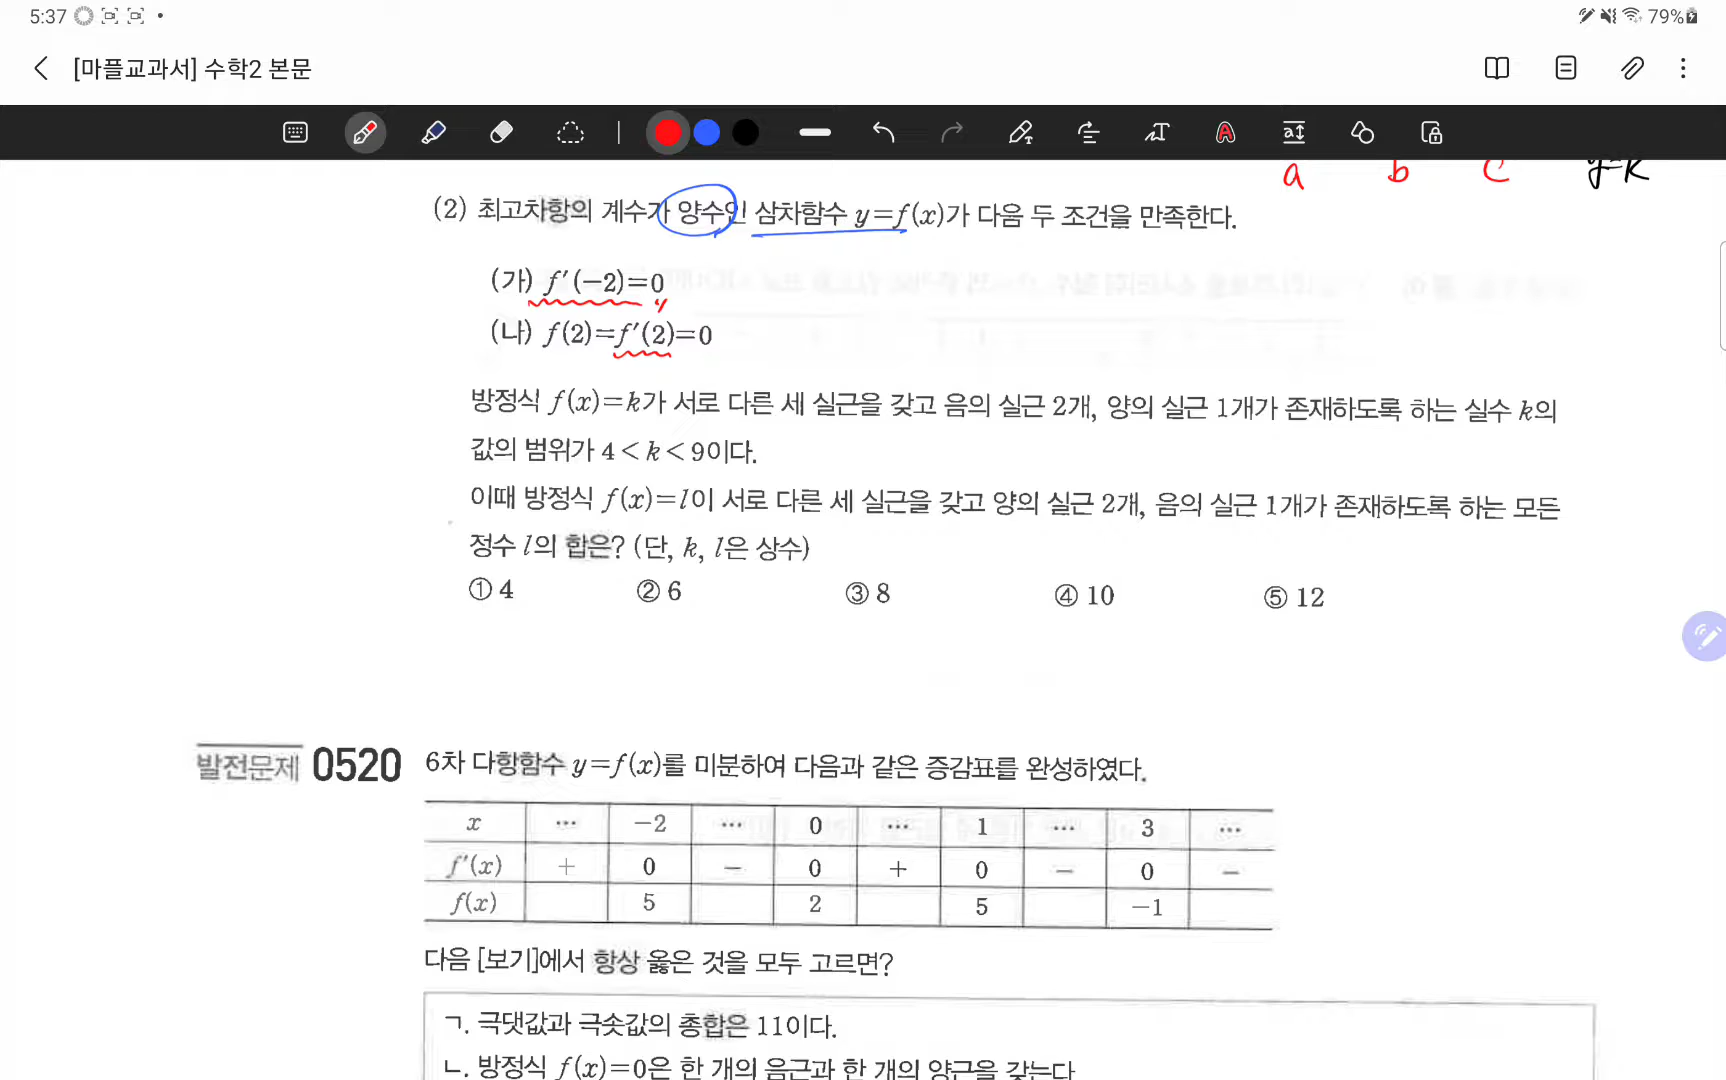 5:37
79%
[마플교과서] 수학2 본문
a b c y=k
(2) 최고차항의 계수가 양수인 삼차함수 y=f(x)가 다음 두 조건을 만족한다.
(가) f'(-2)=0
(나) f(2)=f'(2)=0
방정식 f(x)=k가 서로 다른 세 실근을 갖고 음의 실근 2개, 양의 실근 1개가 존재하도록 하는 실수 k의
값의 범위가 4 < k < 9이다.
이때 방정식 f(x)=l이 서로 다른 세 실근을 갖고 양의 실근 2개, 음의 실근 1개가 존재하도록 하는 모든
정수 l의 합은? (단, k, l은 상수)
① 4 ② 6 ③ 8 ④ 10 ⑤ 12
발전문제 0520 6차 다항함수 y=f(x)를 미분하여 다음과 같은 증감표를 완성하였다.
x ⋯ -2 ⋯ 0 ⋯ 1 ⋯ 3 ⋯
f'(x) + 0 - 0 + 0 - 0 -
f(x) 5 2 5 -1
다음 [보기]에서 항상 옳은 것을 모두 고르면?
ㄱ. 극댓값과 극솟값의 총합은 11이다.
ㄴ. 방정식 f(x)=0은 한 개의 음근과 한 개의 양근을 갖는다